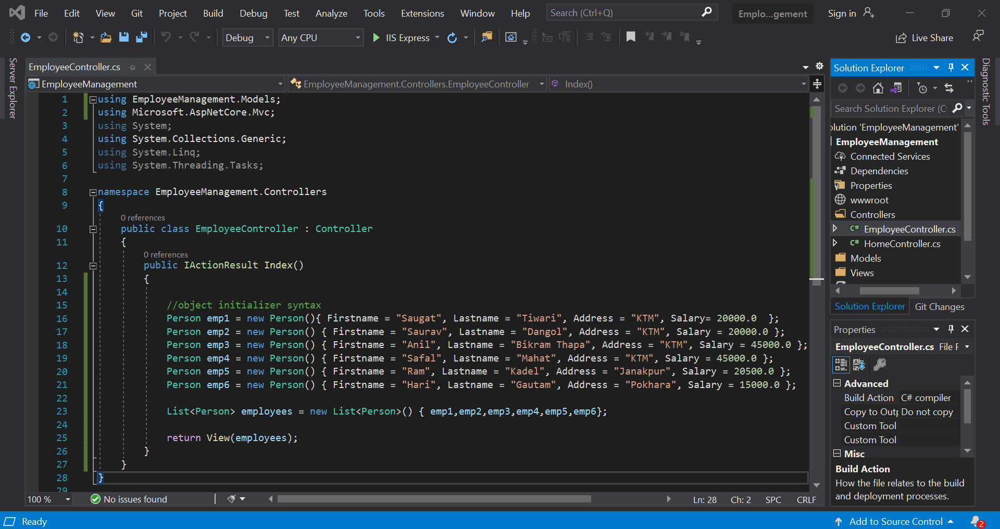 File Edit View Git Project Build Debug Test Analyze Tools Extensions Window Help Search (Ctrl+Q) Emplo...gement Sign in
Debug Any CPU IIS Express Live Share
Server Explorer
EmployeeController.cs
EmployeeManagement EmployeeManagement.Controllers.EmployeeController Index()
1 using EmployeeManagement.Models;
2 using Microsoft.AspNetCore.Mvc;
3 using System;
4 using System.Collections.Generic;
5 using System.Linq;
6 using System.Threading.Tasks;
7
8 namespace EmployeeManagement.Controllers
9 {
0 references
10 public class EmployeeController : Controller
11 {
0 references
12 public IActionResult Index()
13 {
14
15 //object initializer syntax
16 Person emp1 = new Person(){ Firstname = "Saugat", Lastname = "Tiwari", Address = "KTM", Salary= 20000.0  };
17 Person emp2 = new Person() { Firstname = "Saurav", Lastname = "Dangol", Address = "KTM", Salary = 20000.0 };
18 Person emp3 = new Person() { Firstname = "Anil", Lastname = "Bikram Thapa", Address = "KTM", Salary = 45000.0 };
19 Person emp4 = new Person() { Firstname = "Safal", Lastname = "Mahat", Address = "KTM", Salary = 45000.0 };
20 Person emp5 = new Person() { Firstname = "Ram", Lastname = "Kadel", Address = "Janakpur", Salary = 20500.0 };
21 Person emp6 = new Person() { Firstname = "Hari", Lastname = "Gautam", Address = "Pokhara", Salary = 15000.0 };
22
23 List<Person> employees = new List<Person>() { emp1,emp2,emp3,emp4,emp5,emp6};
24
25 return View(employees);
26 }
27 }
28 }
29
100 % No issues found Ln: 28 Ch: 2 SPC CRLF
Solution Explorer
Search Solution Explorer (C
olution 'EmployeeManagement'
EmployeeManagement
Connected Services
Dependencies
Properties
wwwroot
Controllers
C# EmployeeController.cs
C# HomeController.cs
Models
Views
Solution Explorer Git Changes
Properties
EmployeeController.cs File F
Advanced
Build Action C# compiler
Copy to Outp Do not copy
Custom Tool
Custom Tool
Misc
Build Action
How the file relates to the build
and deployment processes.
Diagnostic Tools
Ready Add to Source Control 2